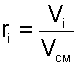 rᵢ = Vᵢ / Vсм